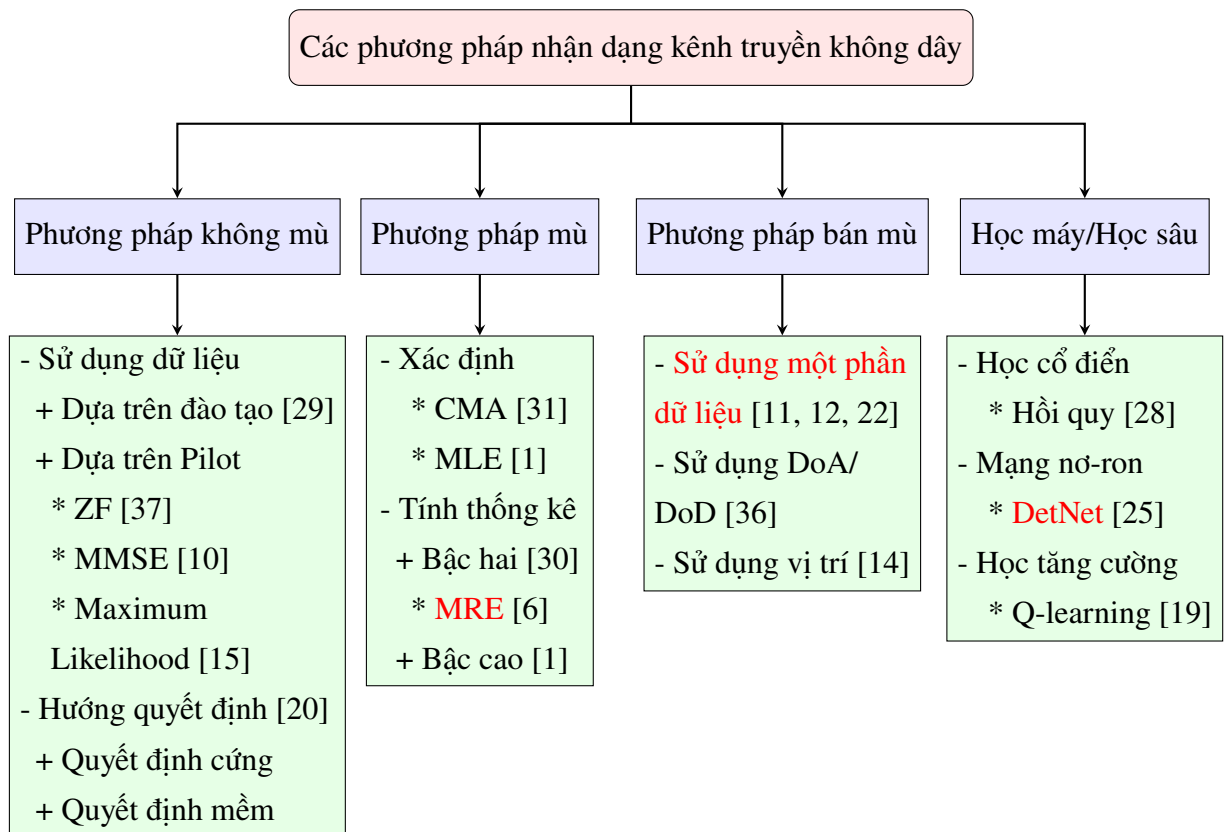 Các phương pháp nhận dạng kênh truyền không dây
Phương pháp không mù
Phương pháp mù
Phương pháp bán mù
Học máy/Học sâu
- Sử dụng dữ liệu
+ Dựa trên đào tạo [29]
+ Dựa trên Pilot
* ZF [37]
* MMSE [10]
* Maximum
Likelihood [15]
- Hướng quyết định [20]
+ Quyết định cứng
+ Quyết định mềm
- Xác định
* CMA [31]
* MLE [1]
- Tính thống kê
+ Bậc hai [30]
* MRE [6]
+ Bậc cao [1]
- Sử dụng một phần
dữ liệu [11, 12, 22]
- Sử dụng DoA/
DoD [36]
- Sử dụng vị trí [14]
- Học cổ điển
* Hồi quy [28]
- Mạng nơ-ron
* DetNet [25]
- Học tăng cường
* Q-learning [19]